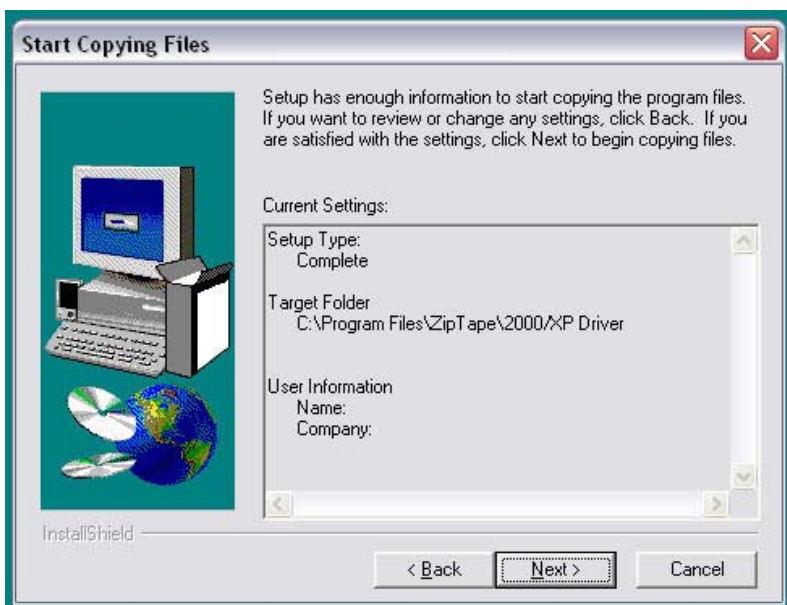 Start Copying Files
Setup has enough information to start copying the program files.
If you want to review or change any settings, click Back. If you
are satisfied with the settings, click Next to begin copying files.
Current Settings:
Setup Type:
Complete
Target Folder
C:\Program Files\ZipTape\2000/XP Driver
User Information
Name:
Company:
InstallShield
< Back
Next >
Cancel